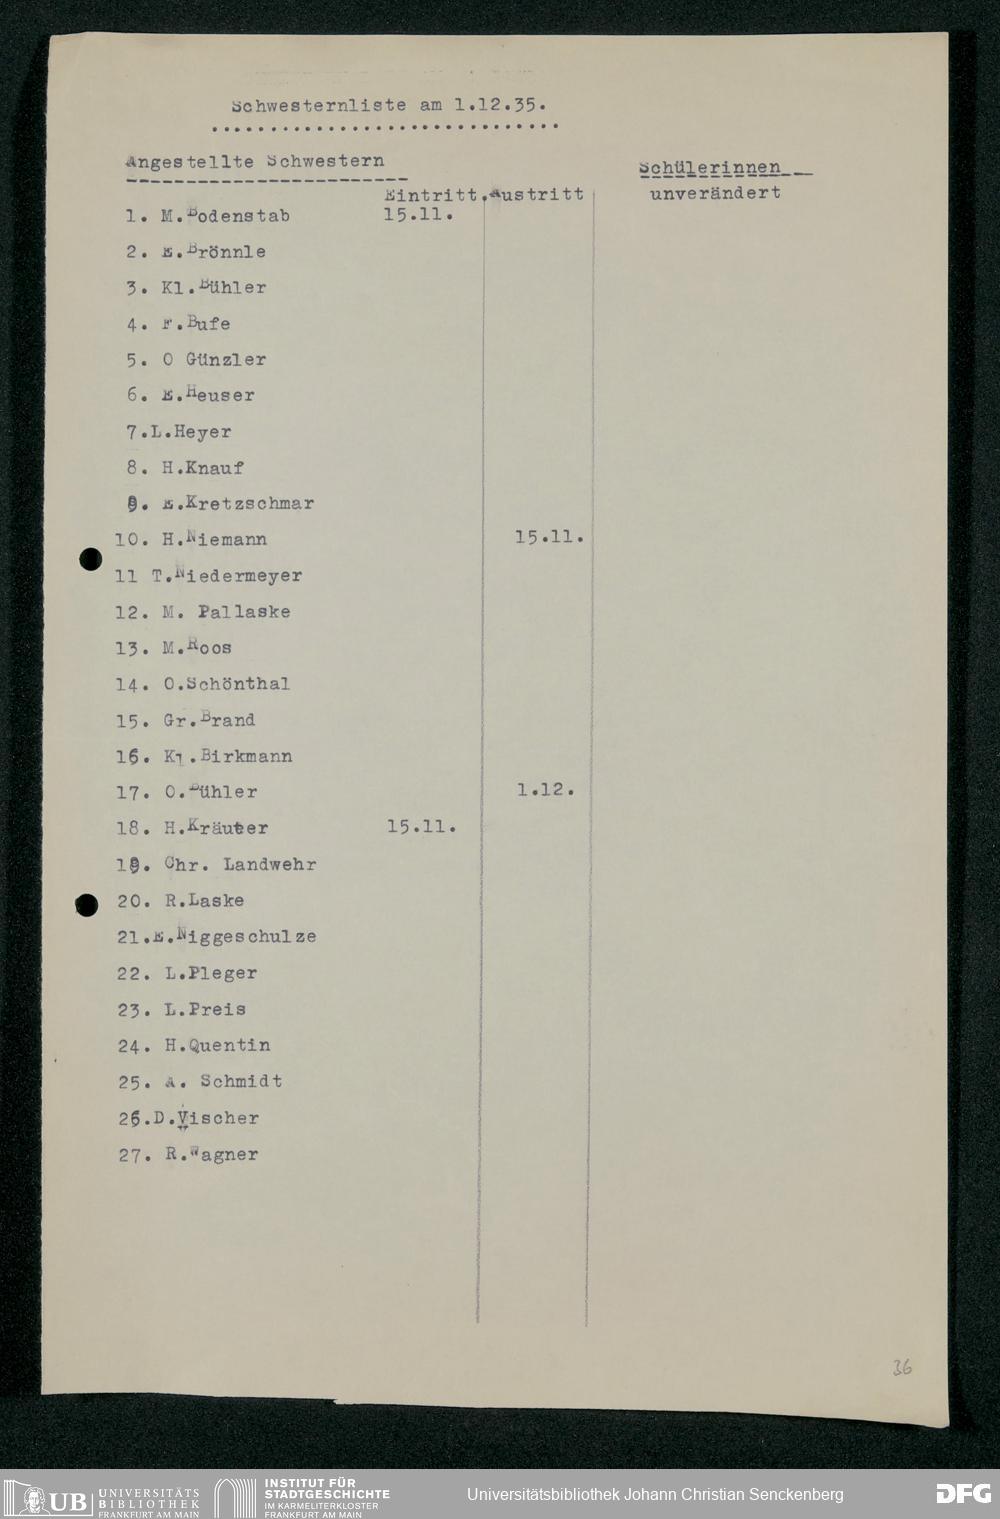 Schwesternliste am 1.12.35.
Angestellte Schwestern
Schülerinnen
Eintritt. Austritt
unverändert
1. M.Bodenstab 15.11.
2. E.Brönnle
3. Kl.Bühler
4. F.Bufe
5. O Günzler
6. E.Heuser
7.L.Heyer
8. H.Knauf
9. E.Kretzschmar
10. H.Niemann 15.11.
11 T.Niedermeyer
12. M. Pallaske
13. M.Roos
14. O.Schönthal
15. Gr.Brand
16. Kl.Birkmann
17. O.Bühler 1.12.
18. H.Kräuter 15.11.
19. Chr. Landwehr
20. R.Laske
21.E.Niggeschulze
22. L.Pleger
23. L.Preis
24. H.Quentin
25. A. Schmidt
26.D.Vischer
27. R.Wagner
36
UB UNIVERSITÄTS
BIBLIOTHEK
FRANKFURT AM MAIN
INSTITUT FÜR
STADTGESCHICHTE
IM KARMELITERKLOSTER
FRANKFURT AM MAIN
Universitätsbibliothek Johann Christian Senckenberg
DFG